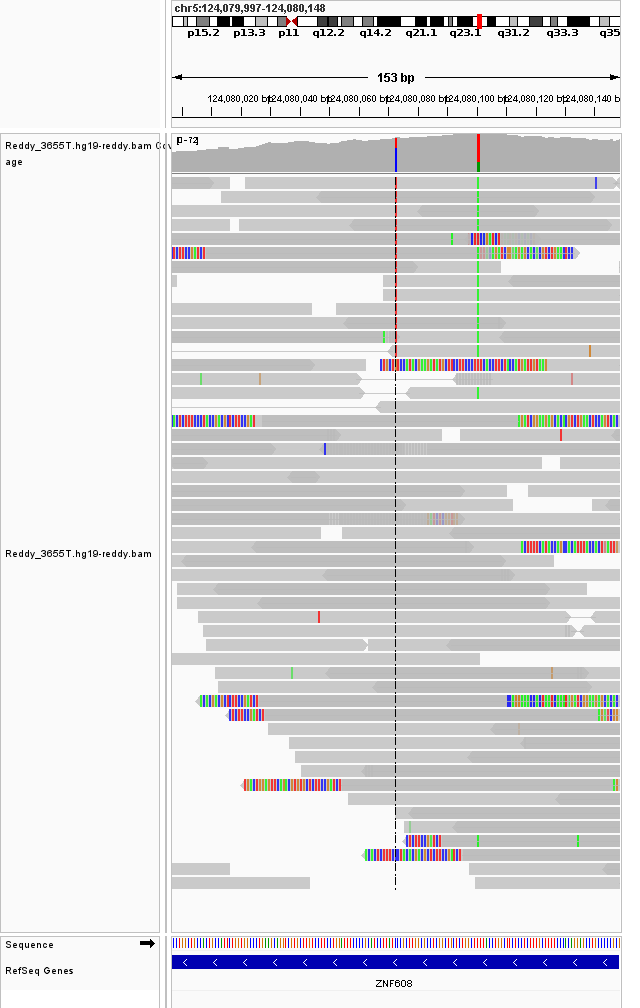 chr5:124,079,997-124,080,148
p15.2 p13.3 p11 q12.2 q14.2 q21.1 q23.1 q31.2 q33.3 q35
153 bp
124,080,020 bp 124,080,040 bp 124,080,060 bp 124,080,080 bp 124,080,100 bp 124,080,120 bp 124,080,140 bp
Reddy_3655T.hg19-reddy.bam Cov
age
[0-72]
Reddy_3655T.hg19-reddy.bam
Sequence
RefSeq Genes
ZNF608